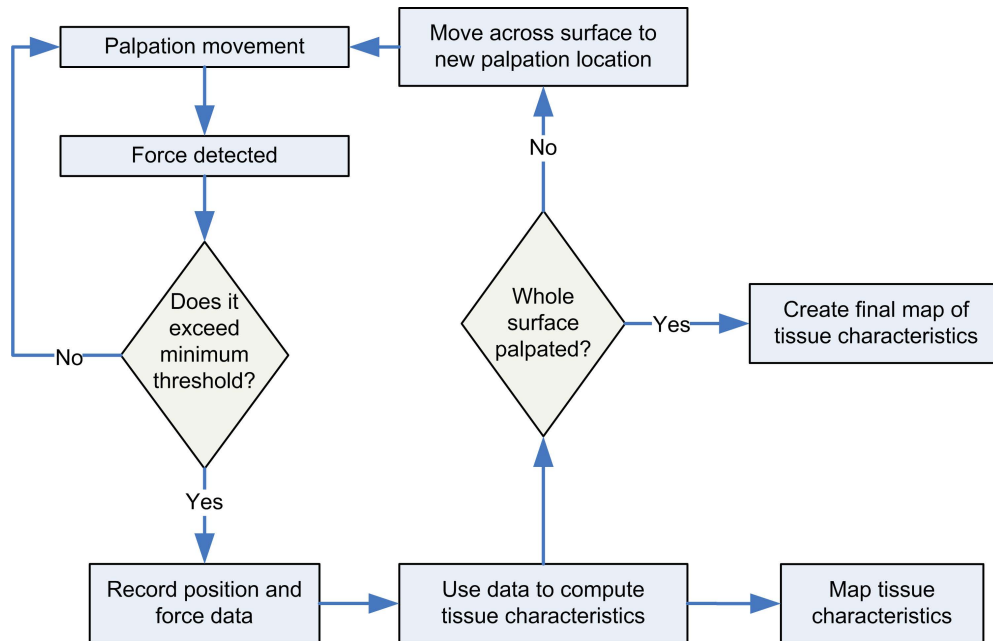 Palpation movement
Move across surface to
new palpation location
Force detected
No
Does it
exceed
minimum
threshold?
No
Whole
surface
palpated?
Yes
Create final map of
tissue characteristics
Yes
Record position and
force data
Use data to compute
tissue characteristics
Map tissue
characteristics